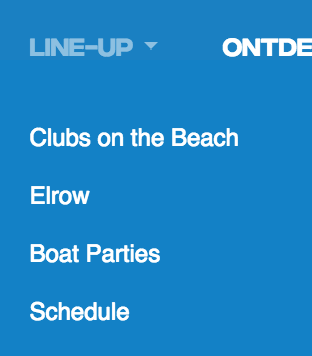 LINE-UP ONTDE
Clubs on the Beach
Elrow
Boat Parties
Schedule